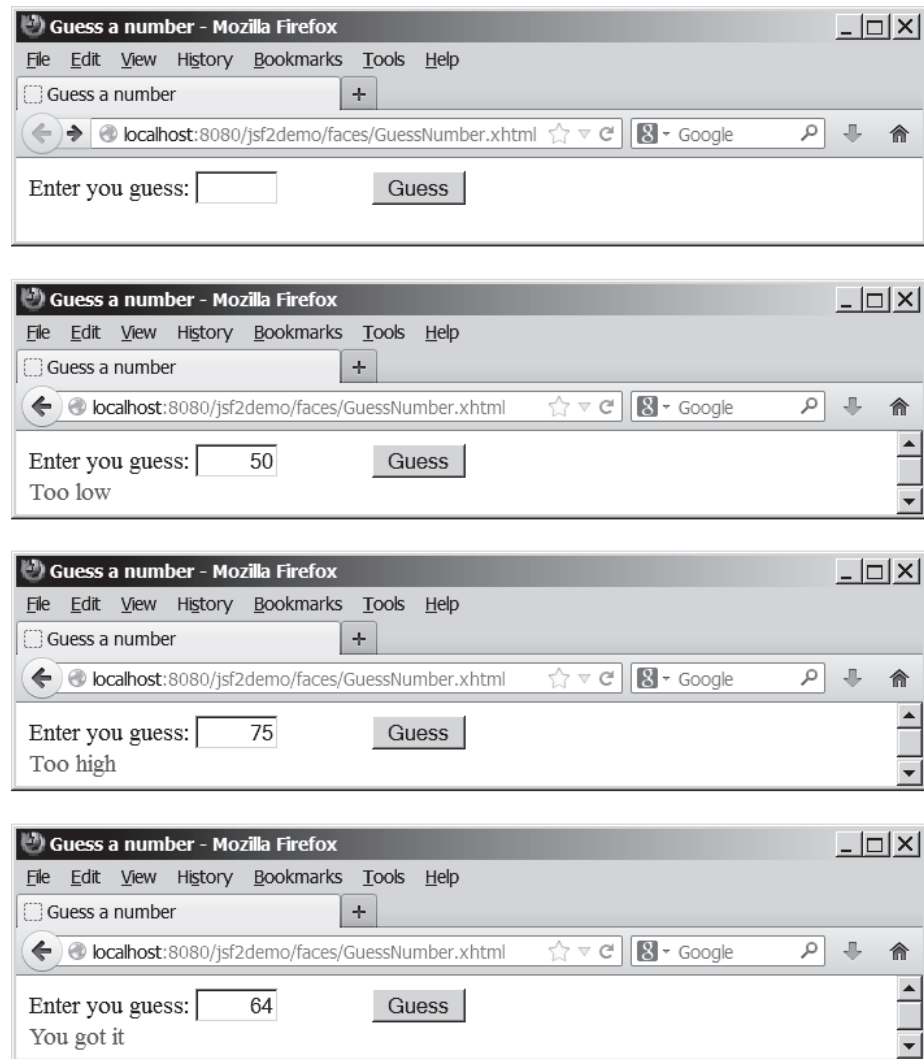 Guess a number - Mozilla Firefox
File Edit View History Bookmarks Tools Help
Guess a number +
localhost:8080/jsf2demo/faces/GuessNumber.xhtml 8 Google
Enter you guess: Guess
Guess a number - Mozilla Firefox
File Edit View History Bookmarks Tools Help
Guess a number +
localhost:8080/jsf2demo/faces/GuessNumber.xhtml 8 Google
Enter you guess: 50 Guess
Too low
Guess a number - Mozilla Firefox
File Edit View History Bookmarks Tools Help
Guess a number +
localhost:8080/jsf2demo/faces/GuessNumber.xhtml 8 Google
Enter you guess: 75 Guess
Too high
Guess a number - Mozilla Firefox
File Edit View History Bookmarks Tools Help
Guess a number +
localhost:8080/jsf2demo/faces/GuessNumber.xhtml 8 Google
Enter you guess: 64 Guess
You got it